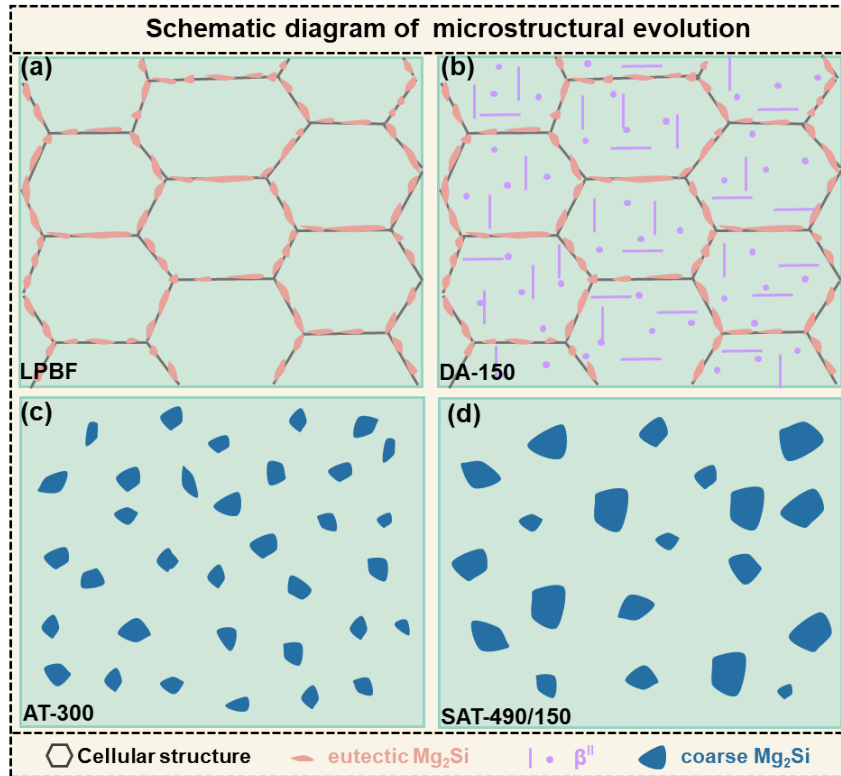 Schematic diagram of microstructural evolution
(a)
LPBF
(b)
DA-150
(c)
AT-300
(d)
SAT-490/150
Cellular structure eutectic Mg₂Si βᴵᴵ coarse Mg₂Si